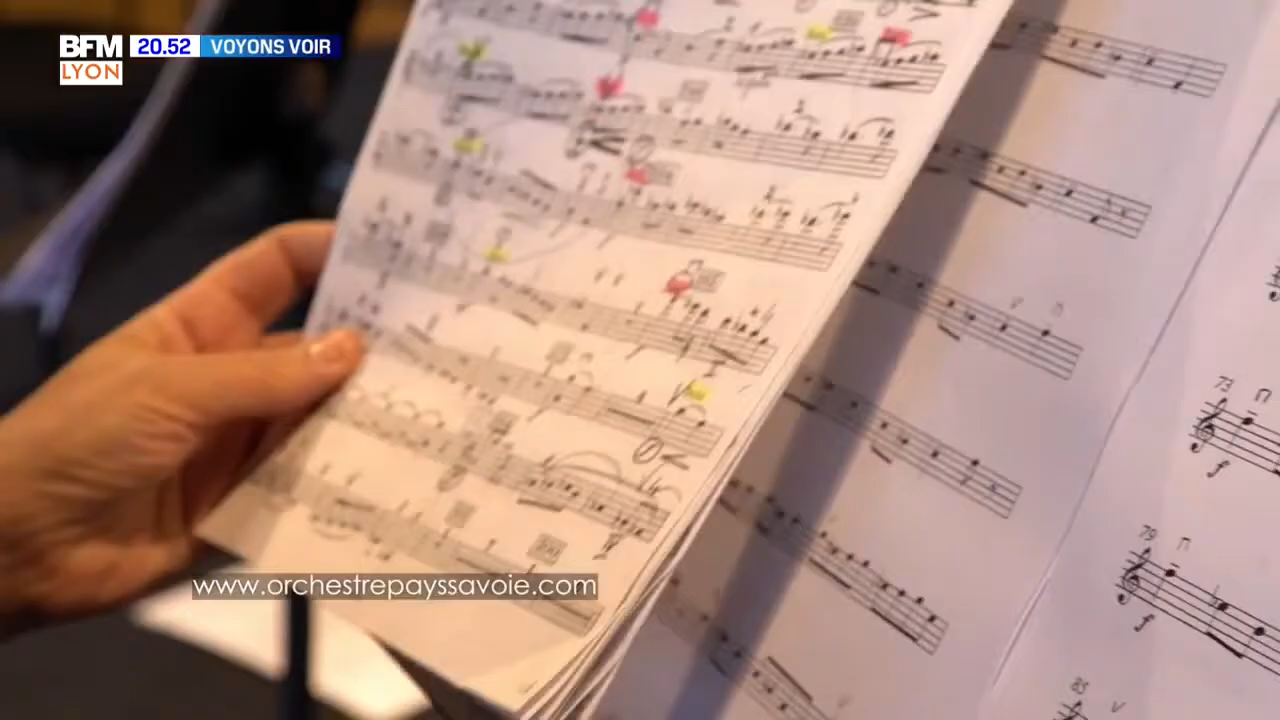 BFM 20.52 VOYONS VOIR
LYON
73
f
79
f
85
www.orchestrepayssavoie.com